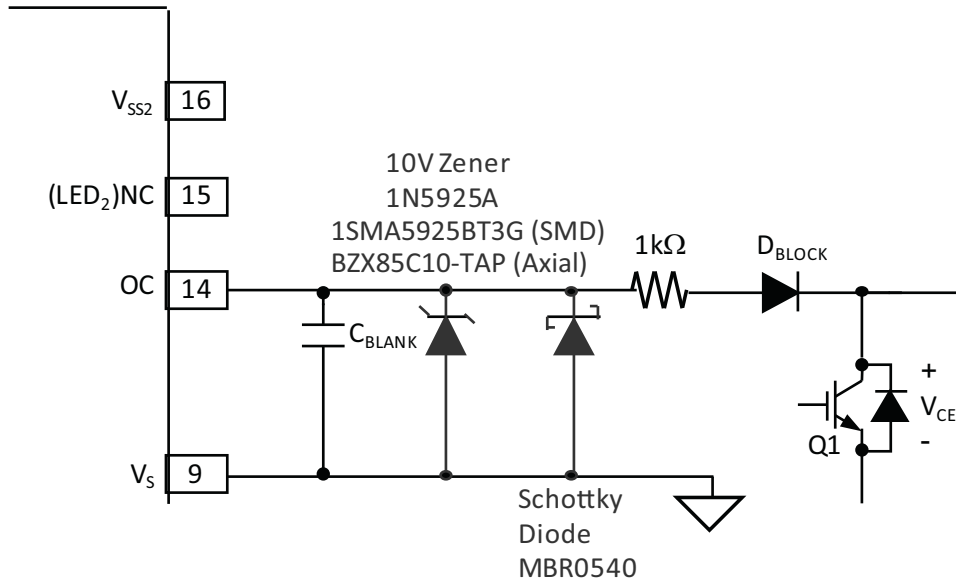 V_SS2 16
(LED_2)NC 15
10V Zener
1N5925A
1SMA5925BT3G (SMD)
BZX85C10-TAP (Axial)
1kΩ
D_BLOCK
OC 14
C_BLANK
+
V_CE
-
Q1
V_S 9
Schottky
Diode
MBR0540